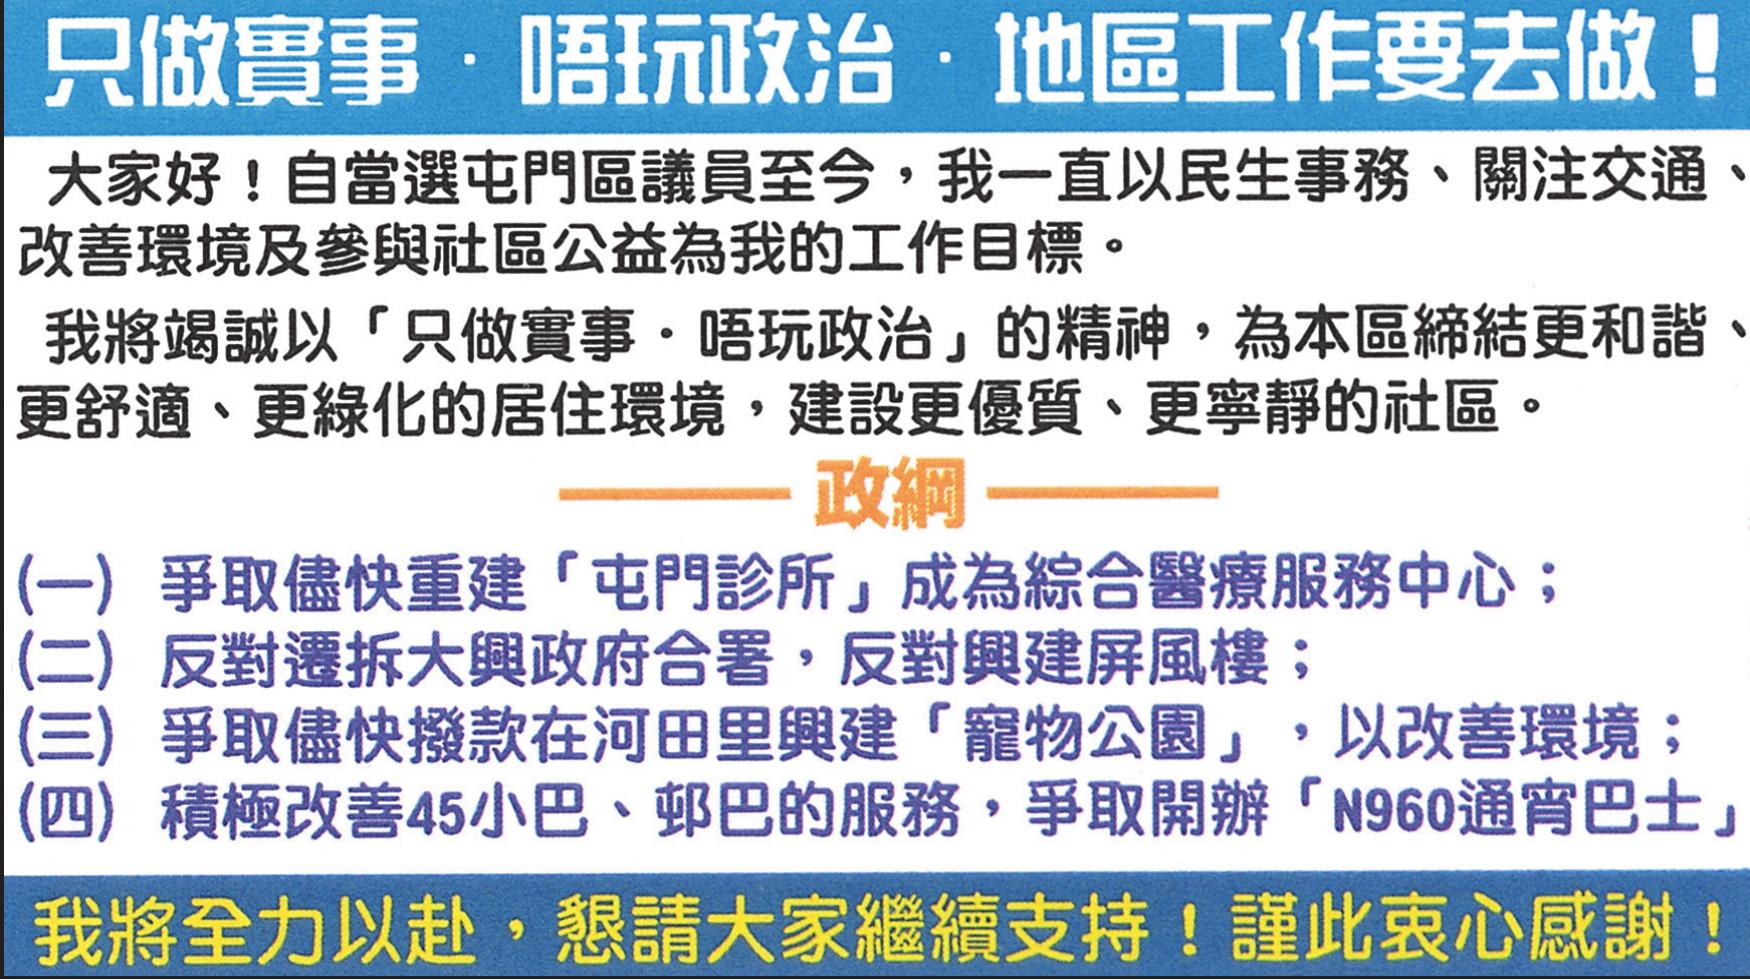 只做實事．唔玩政治．地區工作要去做！
大家好！自當選屯門區議員至今，我一直以民生事務、關注交通、
改善環境及參與社區公益為我的工作目標。
我將竭誠以「只做實事．唔玩政治」的精神，為本區締結更和諧、
更舒適、更綠化的居住環境，建設更優質、更寧靜的社區。
政綱
(一) 爭取儘快重建「屯門診所」成為綜合醫療服務中心；
(二) 反對遷拆大興政府合署，反對興建屏風樓；
(三) 爭取儘快撥款在河田里興建「寵物公園」，以改善環境；
(四) 積極改善45小巴、邨巴的服務，爭取開辦「N960通宵巴士」
我將全力以赴，懇請大家繼續支持！謹此衷心感謝！